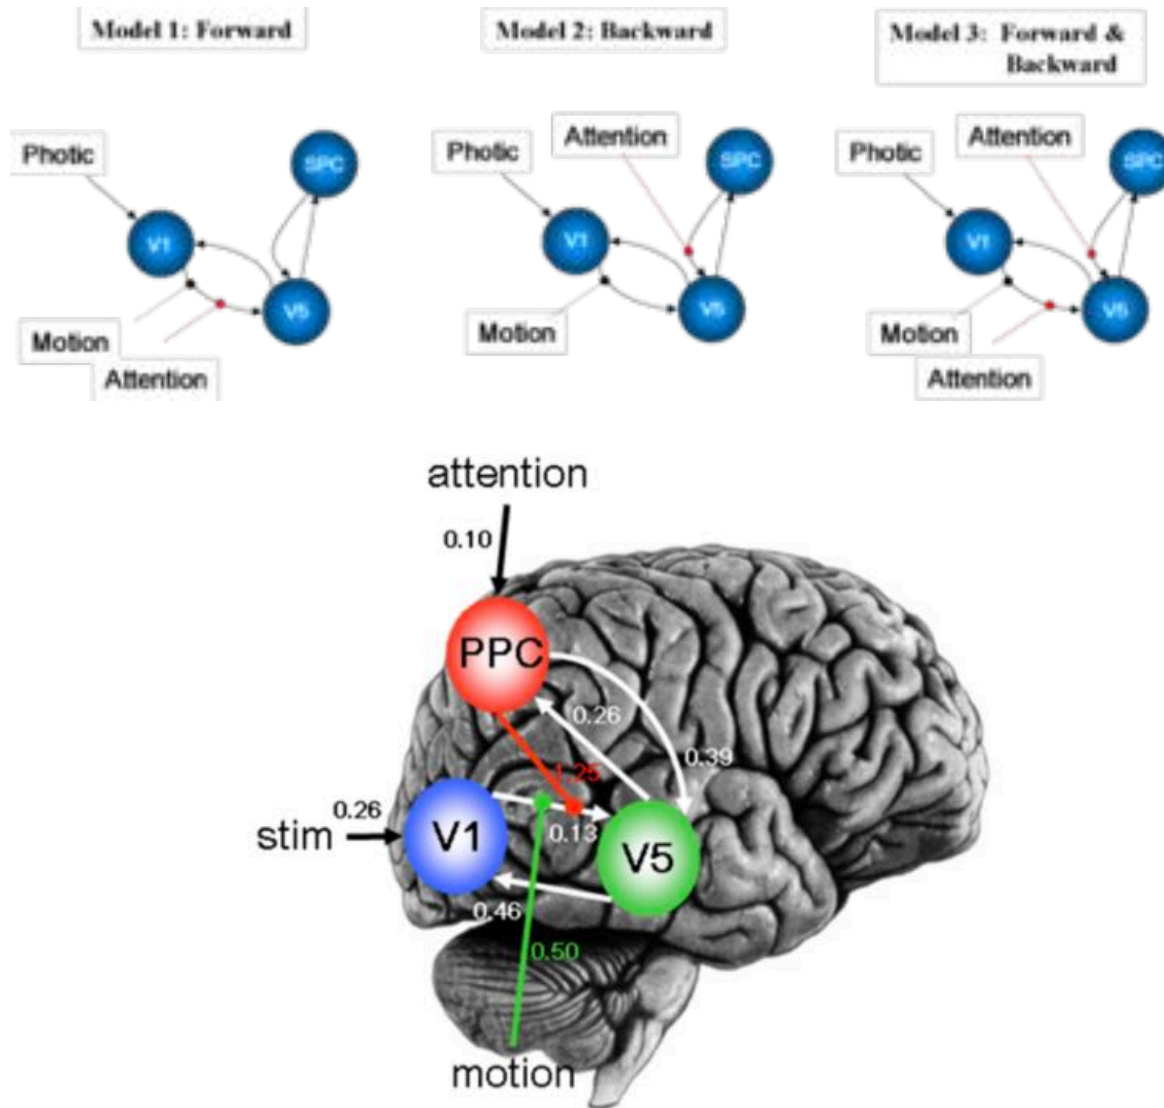 Model 1: Forward
Model 2: Backward
Model 3: Forward &
Backward
Photic
SPC
V1
V5
Motion
Attention
Attention
Photic
SPC
V1
V5
Motion
Attention
Photic
SPC
V1
V5
Motion
Attention
attention
0.10
PPC
0.26
0.39
1.25
0.26
stim
V1
0.13
V5
0.46
0.50
motion